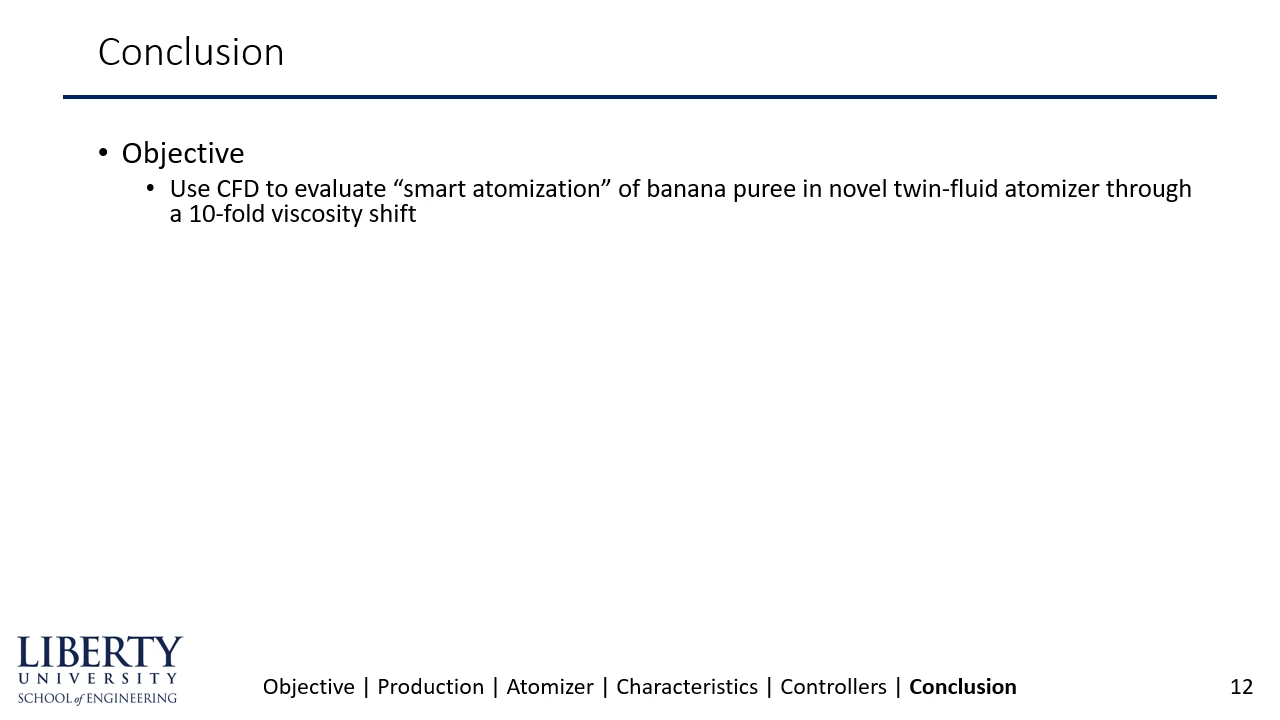 Conclusion
• Objective
• Use CFD to evaluate “smart atomization” of banana puree in novel twin-fluid atomizer through
a 10-fold viscosity shift
LIBERTY
UNIVERSITY
SCHOOL of ENGINEERING
Objective | Production | Atomizer | Characteristics | Controllers | Conclusion
12